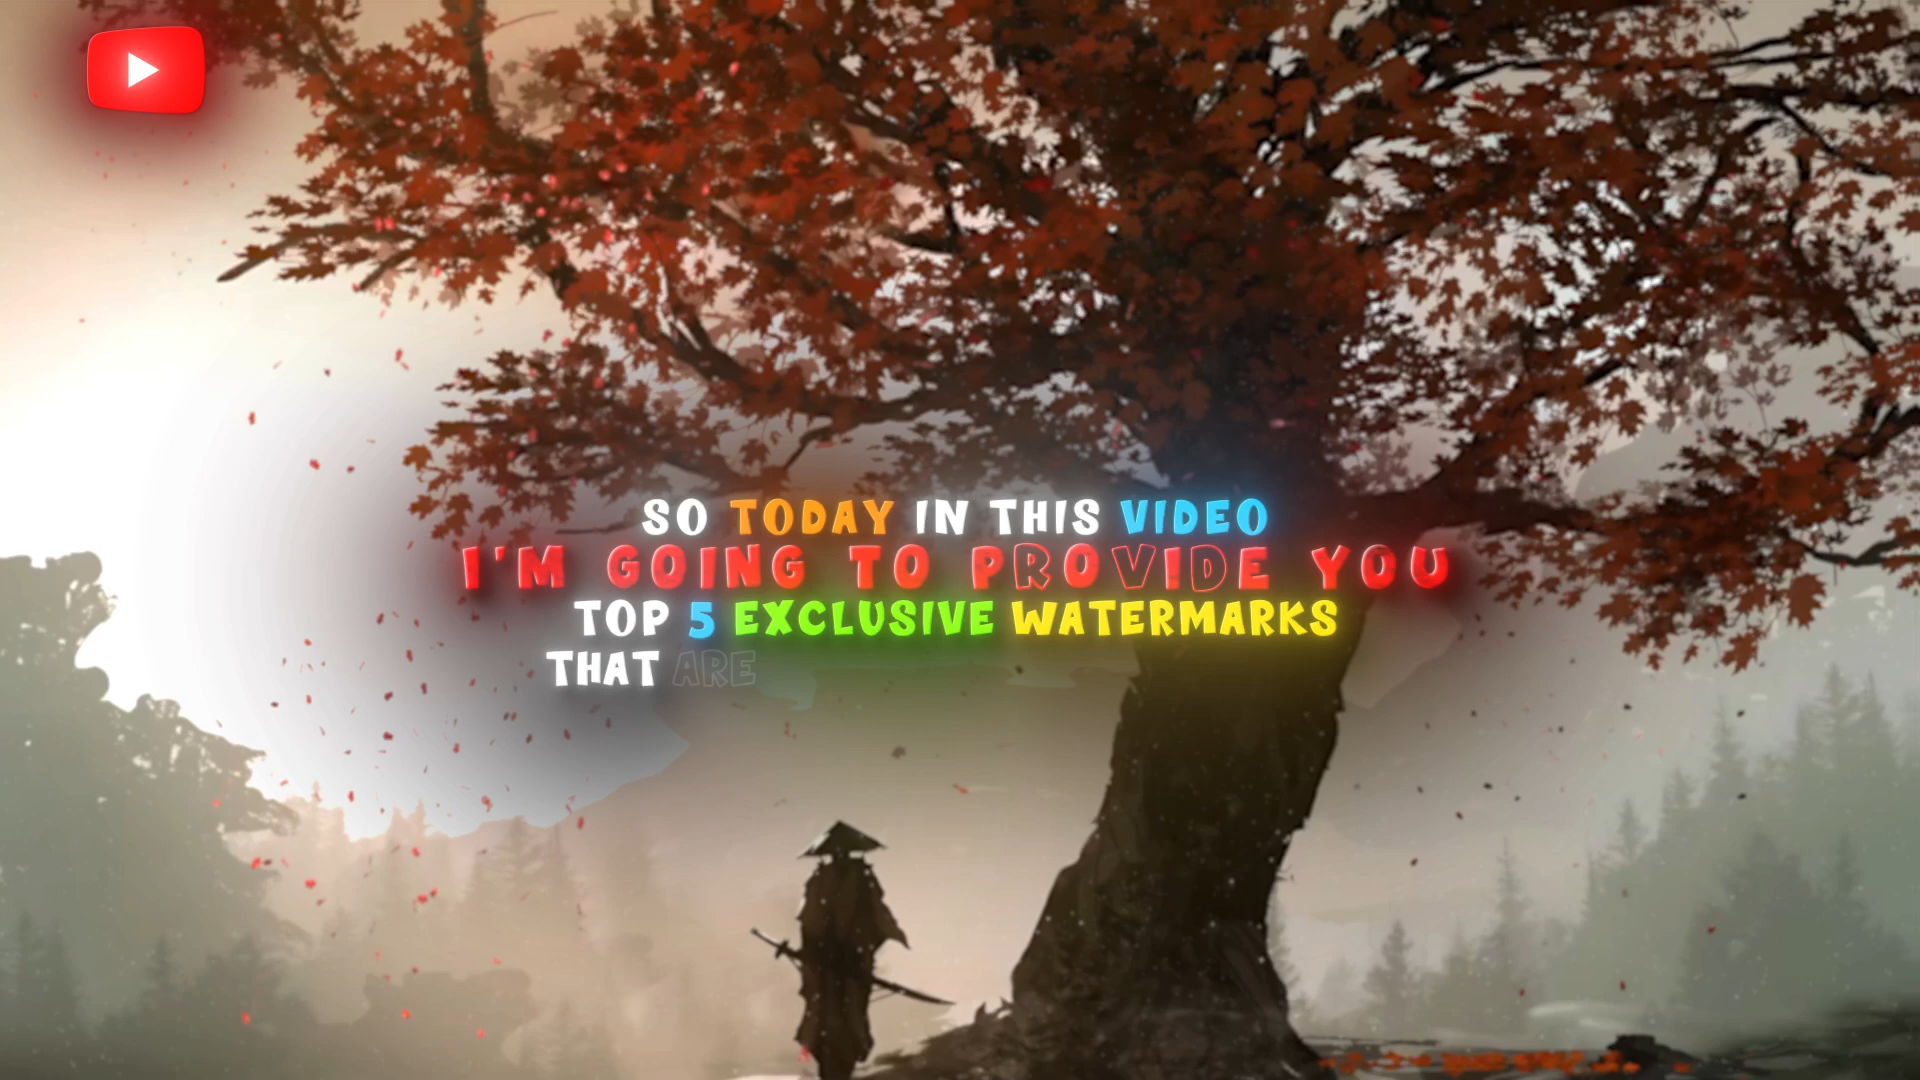 SO TODAY IN THIS VIDEO
I'M GOING TO PROVIDE YOU
TOP 5 EXCLUSIVE WATERMARKS
THAT ARE